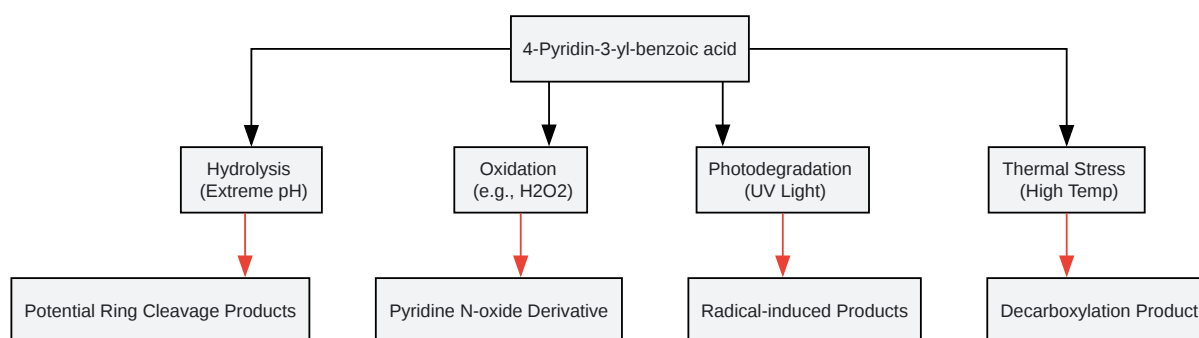 4-Pyridin-3-yl-benzoic acid
Hydrolysis
(Extreme pH)
Oxidation
(e.g., H2O2)
Photodegradation
(UV Light)
Thermal Stress
(High Temp)
Potential Ring Cleavage Products
Pyridine N-oxide Derivative
Radical-induced Products
Decarboxylation Product